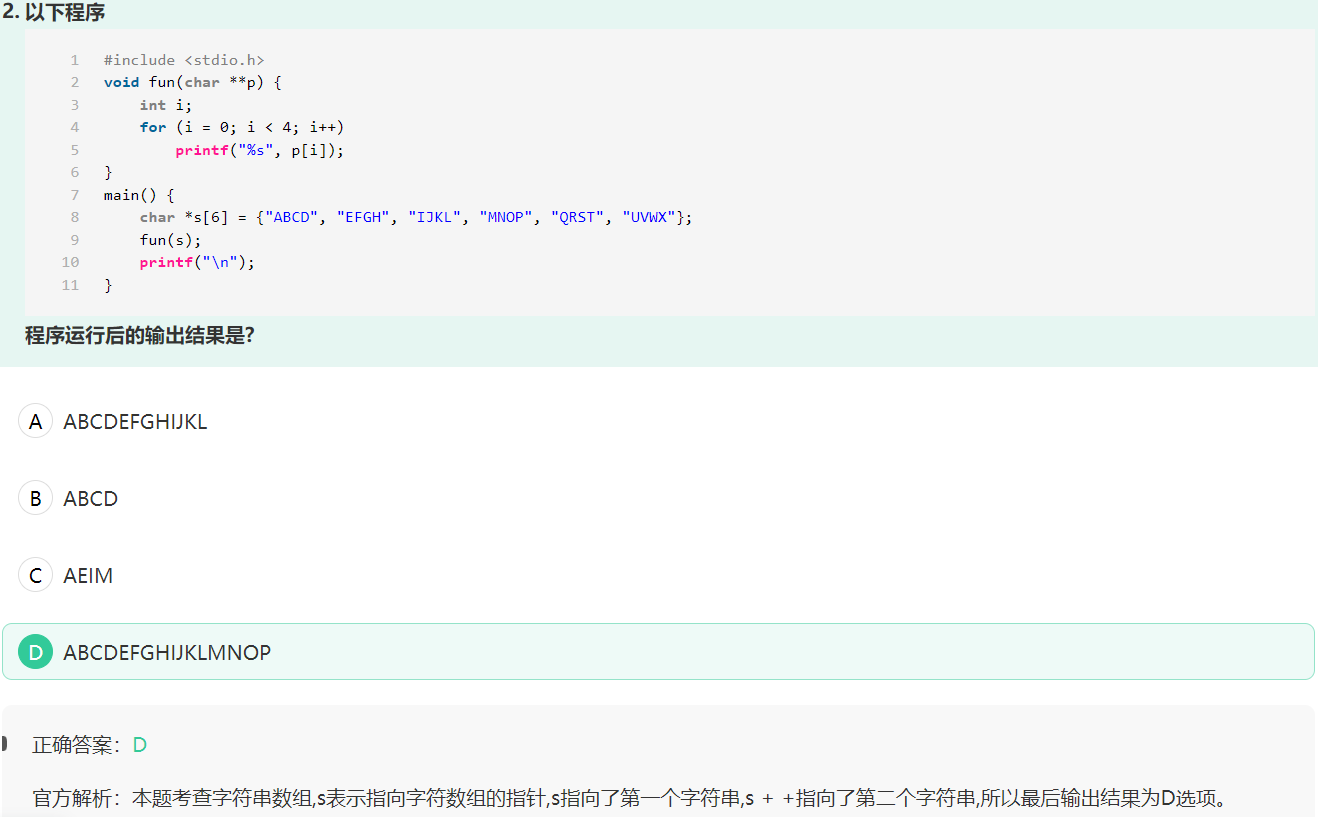 2. 以下程序
1 #include <stdio.h>
2 void fun(char **p) {
3 int i;
4 for (i = 0; i < 4; i++)
5 printf("%s", p[i]);
6 }
7 main() {
8 char *s[6] = {"ABCD", "EFGH", "IJKL", "MNOP", "QRST", "UVWX"};
9 fun(s);
10 printf("\n");
11 }
程序运行后的输出结果是?
A ABCDEFGHIJKL
B ABCD
C AEIM
D ABCDEFGHIJKLMNOP
正确答案：D
官方解析：本题考查字符串数组,s表示指向字符数组的指针,s指向了第一个字符串,s + +指向了第二个字符串,所以最后输出结果为D选项。